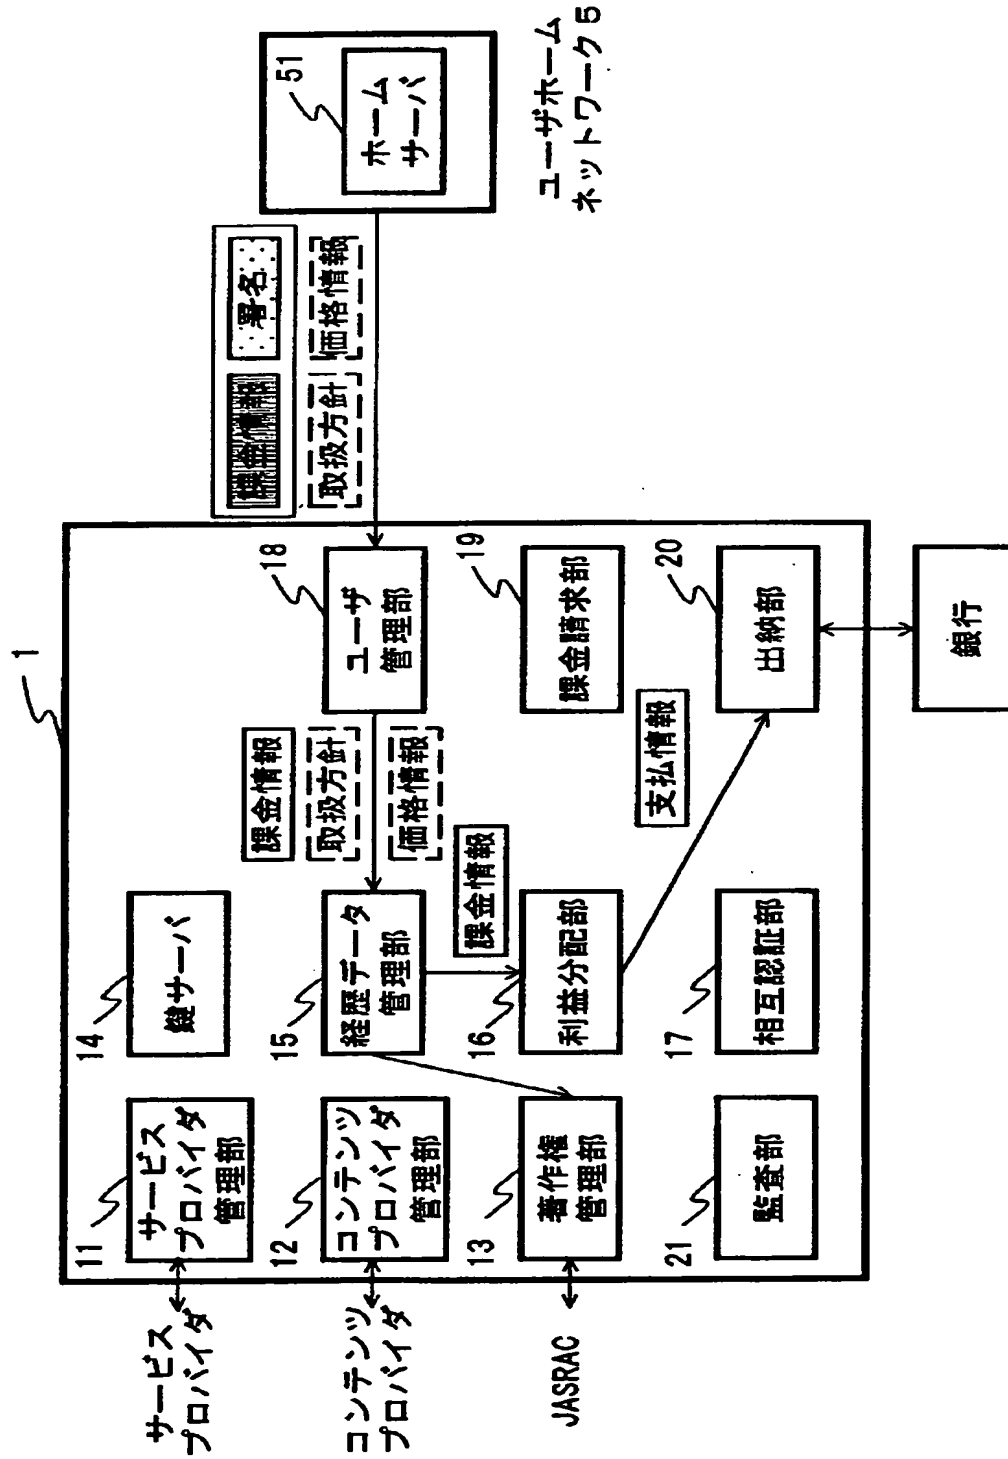 1
サービス
プロバイダ
コンテンツ
プロバイダ
JASRAC
11
サービス
プロバイダ
管理部
12
コンテンツ
プロバイダ
管理部
13
著作権
管理部
21
監査部
14
鍵サーバ
15
経歴データ
管理部
16
利益分配部
17
相互認証部
課金情報
取扱方針
価格情報
課金情報
支払情報
18
ユーザ
管理部
19
課金請求部
20
出納部
銀行
課金情報
署名
取扱方針
価格情報
51
ホーム
サーバ
ユーザホーム
ネットワーク5